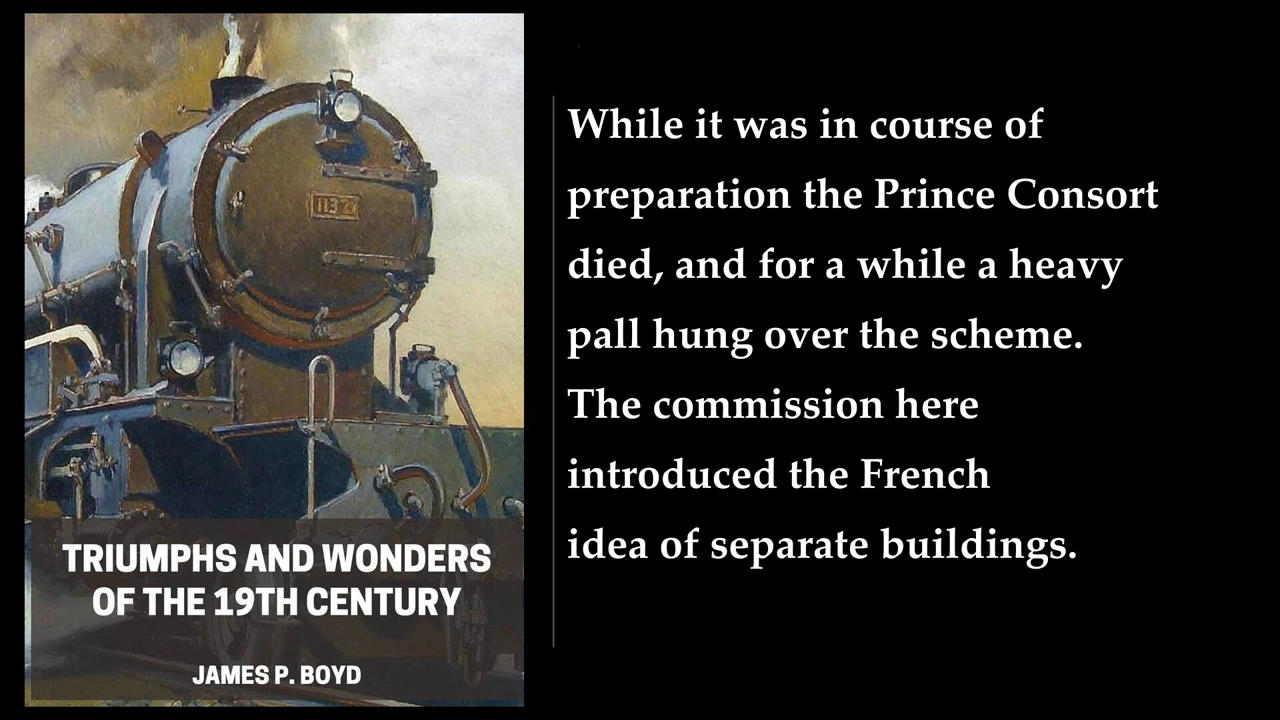 While it was in course of
preparation the Prince Consort
died, and for a while a heavy
pall hung over the scheme.
The commission here
introduced the French
idea of separate buildings.
TRIUMPHS AND WONDERS
OF THE 19TH CENTURY
JAMES P. BOYD